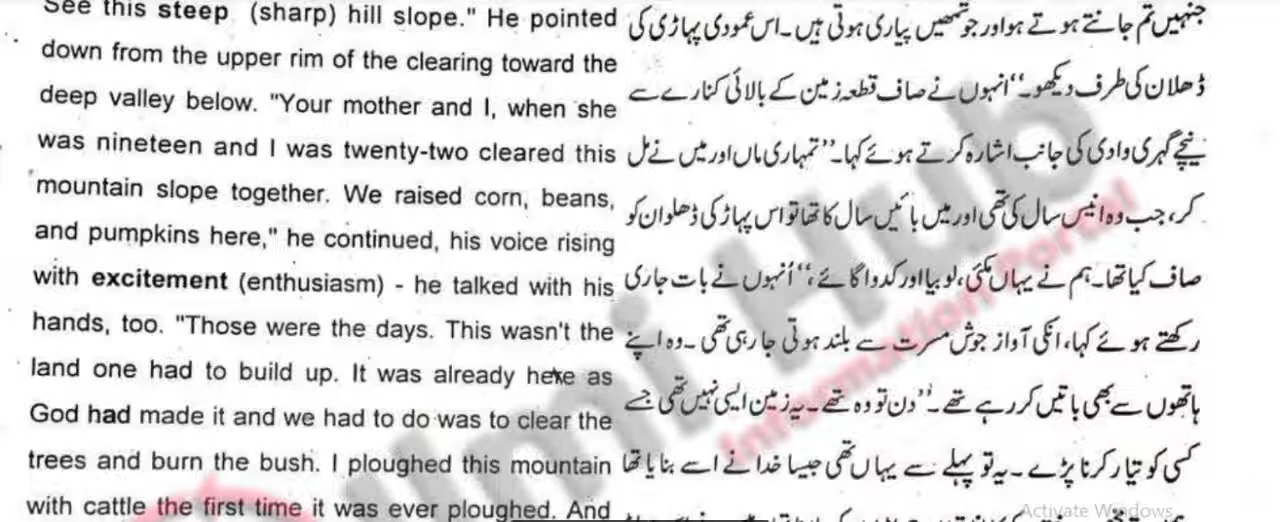 See this steep (sharp) hill slope." He pointed
down from the upper rim of the clearing toward the
deep valley below. "Your mother and I, when she
was nineteen and I was twenty-two cleared this
mountain slope together. We raised corn, beans,
and pumpkins here," he continued, his voice rising
with excitement (enthusiasm) - he talked with his
hands, too. "Those were the days. This wasn't the
land one had to build up. It was already here as
God had made it and we had to do was to clear the
trees and burn the bush. I ploughed this mountain
with cattle the first time it was ever ploughed. And
جنہیں تم جانتے ہوتے ہو اور جو تمھیں پیاری ہوتی ہیں۔ اس عمودی پہاڑی کی
ڈھلان کی طرف دیکھو۔‘‘ انہوں نے صاف قطعہ زمین کے بالائی کنارے سے
نیچے گہری وادی کی جانب اشارہ کرتے ہوئے کہا۔ ’’تمہاری ماں اور میں نے مل
کر، جب وہ انیس سال کی تھی اور میں بائیس سال کا تھا تو اس پہاڑ کی ڈھلوان کو
صاف کیا تھا۔ ہم نے یہاں مکئی، لوبیا اور کدو اگائے،‘‘ اُنہوں نے بات جاری
رکھتے ہوئے کہا، انکی آواز جوش مسرت سے بلند ہوتی جا رہی تھی۔ وہ اپنے
ہاتھوں سے بھی باتیں کر رہے تھے۔ ’’دن تو وہ تھے۔ یہ زمین ایسی نہیں تھی جسے
کسی کو تیار کرنا پڑے۔ یہ تو پہلے سے یہاں تھی جیسا خدا نے اسے بنایا تھا
Umi Hub
Information Portal
Activate Windows